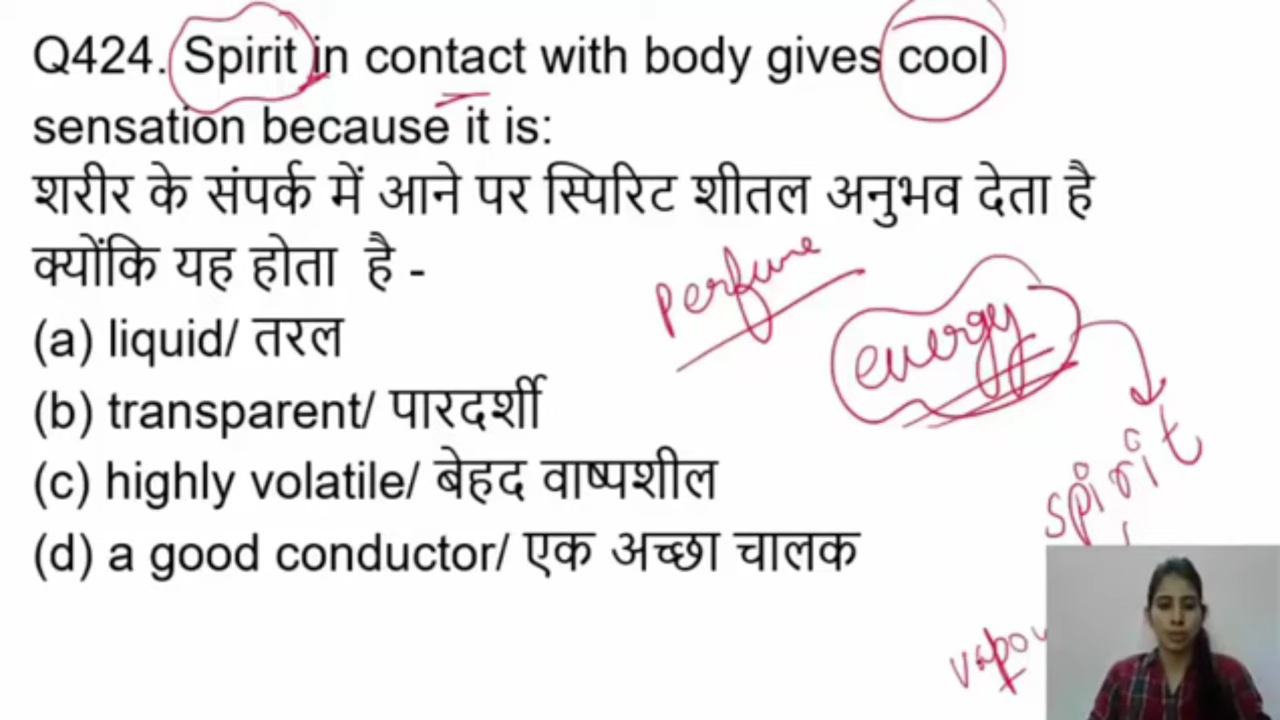 Q424. Spirit in contact with body gives cool
sensation because it is:
शरीर के संपर्क में आने पर स्पिरिट शीतल अनुभव देता है
क्योंकि यह होता है -
perfume
energy
(a) liquid/ तरल
(b) transparent/ पारदर्शी
(c) highly volatile/ बेहद वाष्पशील
spirit
(d) a good conductor/ एक अच्छा चालक